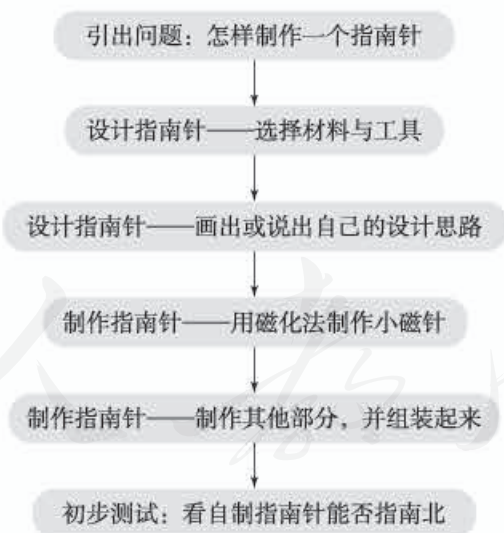 引出问题：怎样制作一个指南针
设计指南针——选择材料与工具
设计指南针——画出或说出自己的设计思路
制作指南针——用磁化法制作小磁针
制作指南针——制作其他部分，并组装起来
初步测试：看自制指南针能否指南北